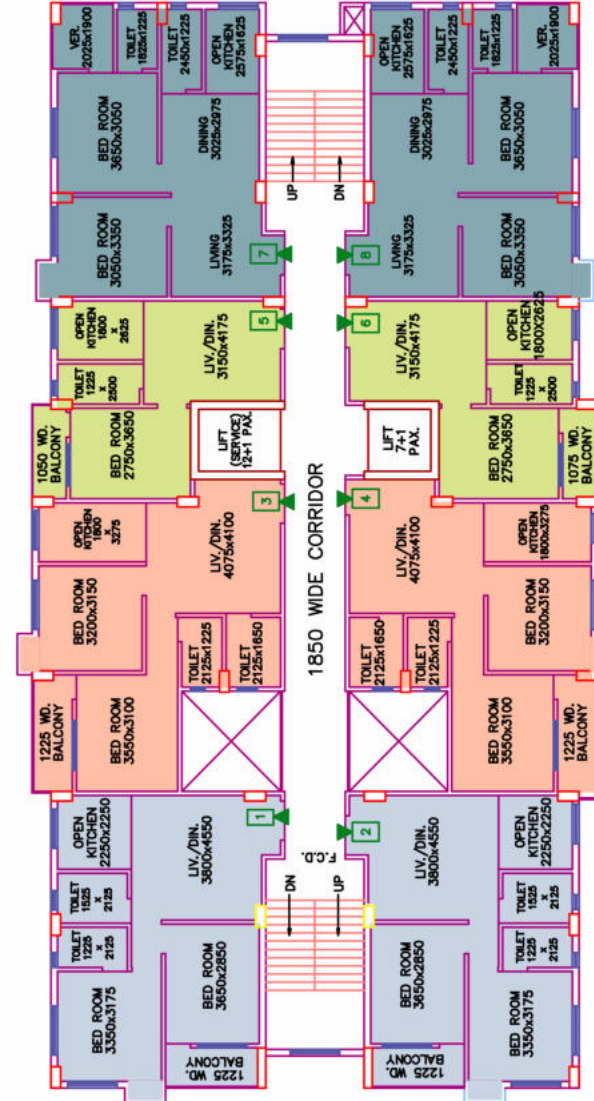 VER.
2025x1900
TOILET
1825x1225
TOILET
2450x1225
OPEN
KITCHEN
2575x1625
BED ROOM
3650x3050
DINING
3025x2975
BED ROOM
3050x3350
LIVING
3175x3325
7
UP
DN
OPEN
KITCHEN
2575x1625
TOILET
2450x1225
TOILET
1825x1225
VER.
2025x1900
DINING
3025x2975
BED ROOM
3650x3050
LIVING
3175x3325
BED ROOM
3050x3350
8
OPEN
KITCHEN
1800
x
2625
LIV./DIN.
3150x4175
5
TOILET
1225
x
2500
1050 WD.
BALCONY
BED ROOM
2750x3650
LIFT
(SERVICE)
12+1 PAX.
6
LIV./DIN.
3150x4175
OPEN
KITCHEN
1800X2625
TOILET
1225
x
2500
LIFT
7+1
PAX.
BED ROOM
2750x3650
1075 WD.
BALCONY
1850 WIDE CORRIDOR
OPEN
KITCHEN
1800
x
3275
LIV./DIN.
4075x4100
3
BED ROOM
3200x3150
TOILET
2125x1225
TOILET
2125x1650
1225 WD.
BALCONY
BED ROOM
3550x3100
4
LIV./DIN.
4075x4100
OPEN
KITCHEN
1800x3275
BED ROOM
3200x3150
TOILET
2125x1650
TOILET
2125x1225
BED ROOM
3550x3100
1225 WD.
BALCONY
OPEN
KITCHEN
2250x2250
LIV./DIN.
3800x4550
1
TOILET
1525
x
2125
TOILET
1225
x
2125
BED ROOM
3350x3175
BED ROOM
3650x2850
1225 WD.
BALCONY
F.C.D.
DN
UP
2
LIV./DIN.
3800x4550
OPEN
KITCHEN
2250x2250
TOILET
1525
x
2125
TOILET
1225
x
2125
BED ROOM
3650x2850
BED ROOM
3350x3175
1225 WD.
BALCONY